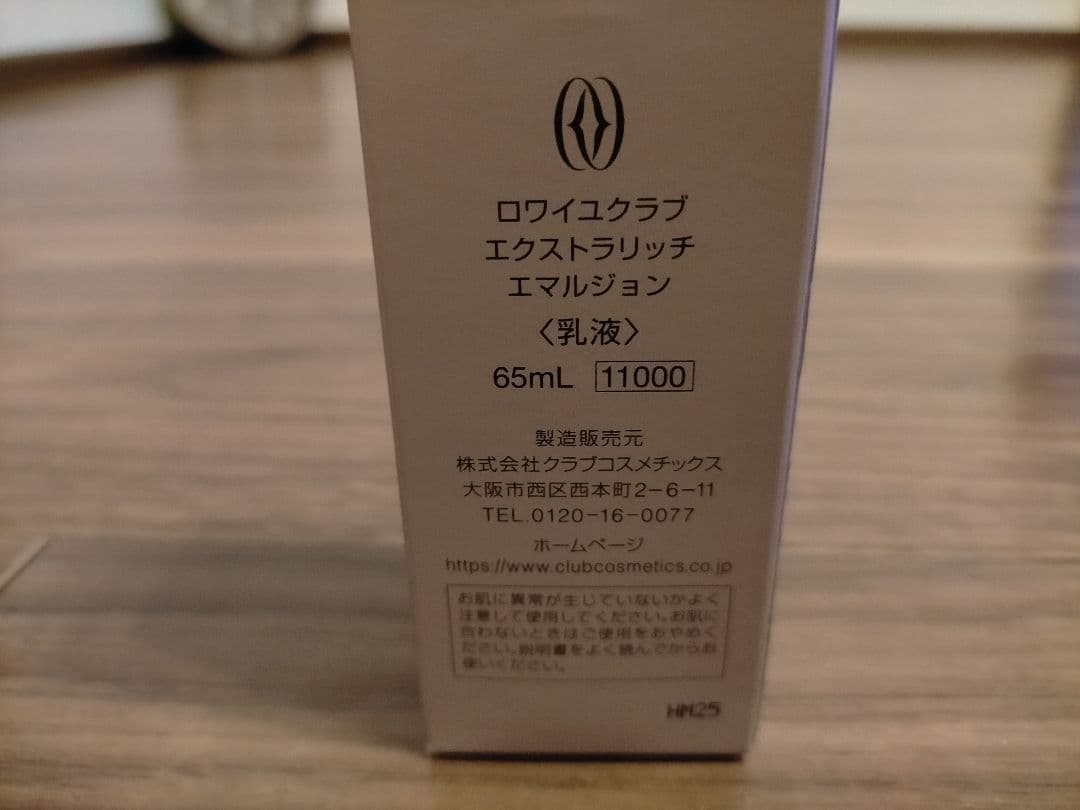 ロワイユクラブ
エクストラリッチ
エマルジョン
〈乳液〉
65mL 11000
製造販売元
株式会社クラブコスメチックス
大阪市西区西本町2-6-11
TEL.0120-16-0077
ホームページ
https://www.clubcosmetics.co.jp
お肌に異常が生じていないかよく
注意して使用してください。お肌に
合わないときはご使用をおやめく
ださい。説明書をよく読んでからお
使いください。
HM25